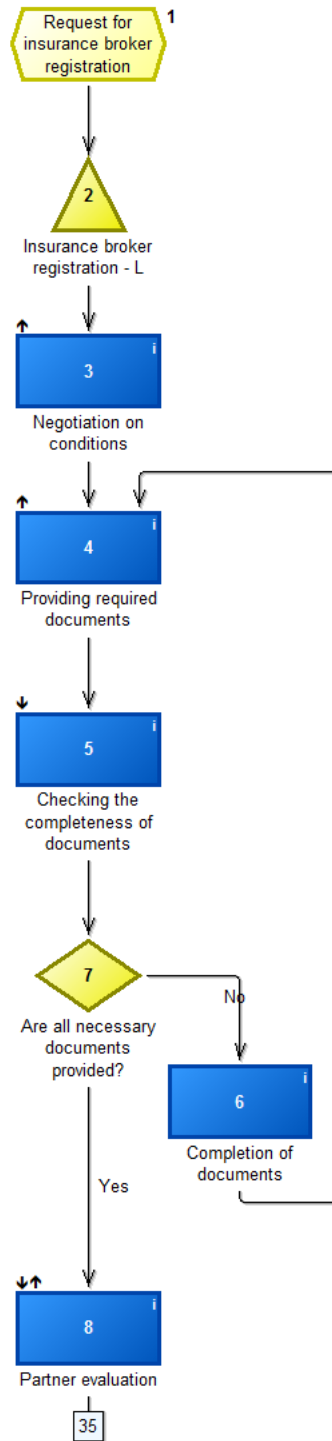 Request for
insurance broker
registration
1
2
Insurance broker
registration - L
i
3
Negotiation on
conditions
i
4
Providing required
documents
i
5
Checking the
completeness of
documents
7
No
Are all necessary
documents
provided?
i
6
Completion of
documents
Yes
i
8
Partner evaluation
35